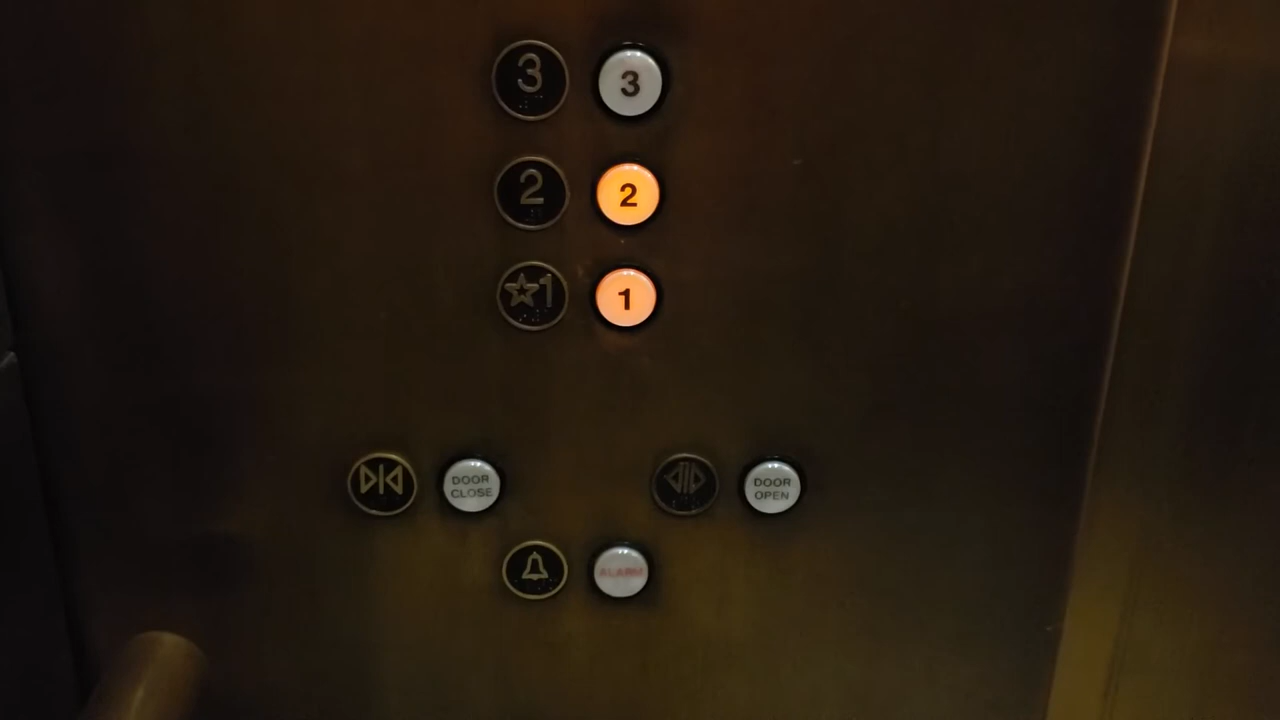 3 3
2 2
☆1 1
DOOR
CLOSE
DOOR
OPEN
ALARM